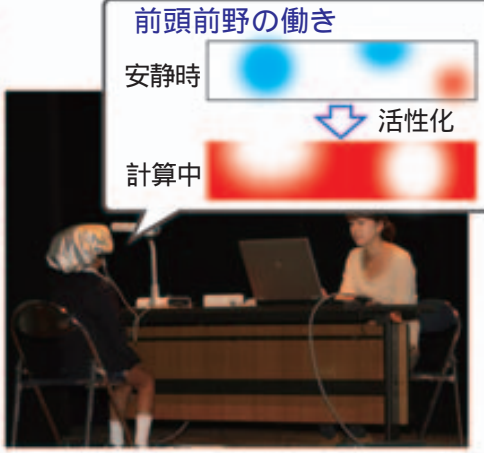 前頭前野の働き
安静時
活性化
計算中